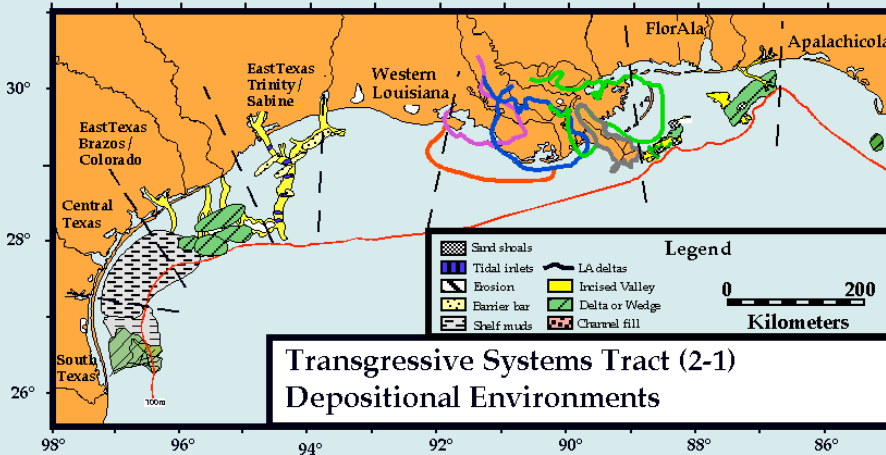 FlorAla
Apalachicola
EastTexas
Trinity/
Sabine
Western
Louisiana
30°
EastTexas
Brazos/
Colorado
Central
Texas
28°
Legend
Sand shoals
Tidal inlets
LA deltas
Erosion
Incised Valley
Barrier bar
Delta or Wedge
Shelf muds
Channel fill
0 200
Kilometers
South
Texas
26°
100m
Transgressive Systems Tract (2-1)
Depositional Environments
98° 96° 94° 92° 90° 88° 86°